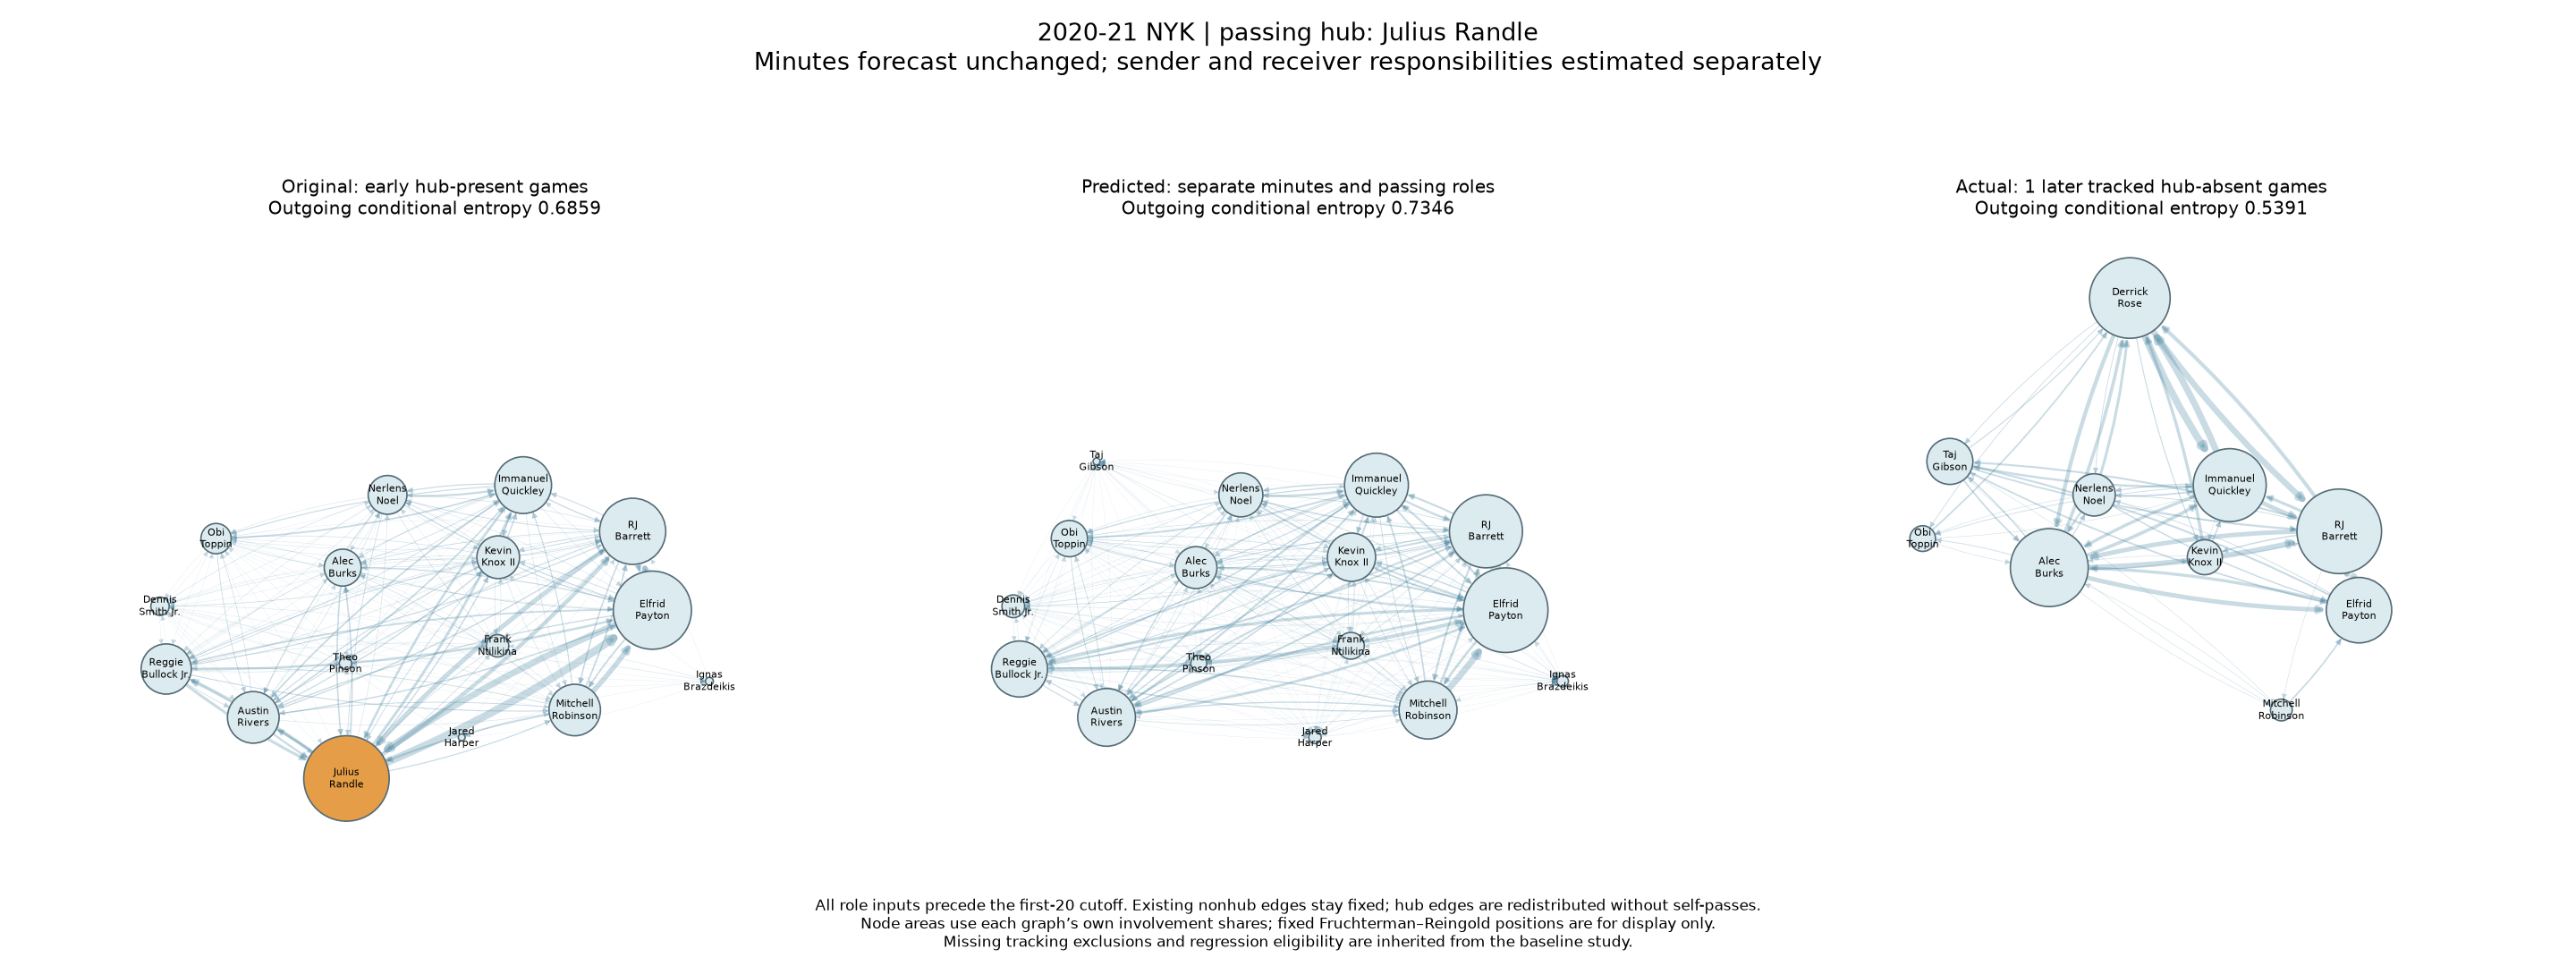 2020-21 NYK | passing hub: Julius Randle
Minutes forecast unchanged; sender and receiver responsibilities estimated separately
Original: early hub-present games
Outgoing conditional entropy 0.6859
Immanuel
Quickley
Nerlens
Noel
RJ
Barrett
Obi
Toppin
Alec
Burks
Kevin
Knox II
Dennis
Smith Jr.
Elfrid
Payton
Frank
Ntilikina
Theo
Pinson
Reggie
Bullock Jr.
Ignas
Brazdeikis
Austin
Rivers
Mitchell
Robinson
Jared
Harper
Julius
Randle
Predicted: separate minutes and passing roles
Outgoing conditional entropy 0.7346
Taj
Gibson
Immanuel
Quickley
Nerlens
Noel
RJ
Barrett
Obi
Toppin
Alec
Burks
Kevin
Knox II
Dennis
Smith Jr.
Elfrid
Payton
Frank
Ntilikina
Theo
Pinson
Reggie
Bullock Jr.
Ignas
Brazdeikis
Austin
Rivers
Mitchell
Robinson
Jared
Harper
Actual: 1 later tracked hub-absent games
Outgoing conditional entropy 0.5391
Derrick
Rose
Taj
Gibson
Immanuel
Quickley
Nerlens
Noel
RJ
Barrett
Obi
Toppin
Alec
Burks
Kevin
Knox II
Elfrid
Payton
Mitchell
Robinson
All role inputs precede the first-20 cutoff. Existing nonhub edges stay fixed; hub edges are redistributed without self-passes.
Node areas use each graph’s own involvement shares; fixed Fruchterman–Reingold positions are for display only.
Missing tracking exclusions and regression eligibility are inherited from the baseline study.